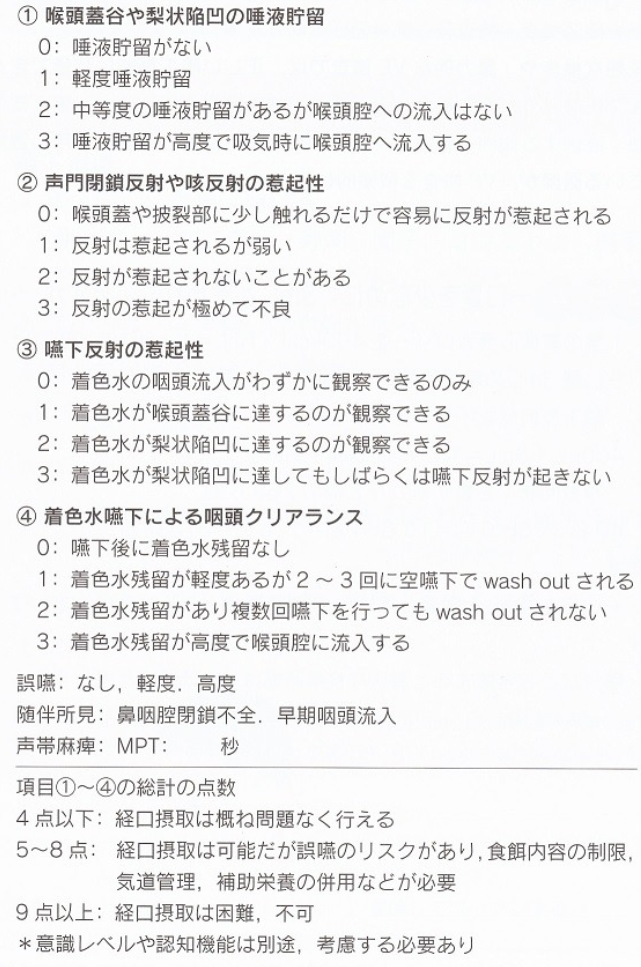 ① 喉頭蓋谷や梨状陥凹の唾液貯留
0：唾液貯留がない
1：軽度唾液貯留
2：中等度の唾液貯留があるが喉頭腔への流入はない
3：唾液貯留が高度で吸気時に喉頭腔へ流入する
② 声門閉鎖反射や咳反射の惹起性
0：喉頭蓋や披裂部に少し触れるだけで容易に反射が惹起される
1：反射は惹起されるが弱い
2：反射が惹起されないことがある
3：反射の惹起が極めて不良
③ 嚥下反射の惹起性
0：着色水の咽頭流入がわずかに観察できるのみ
1：着色水が喉頭蓋谷に達するのが観察できる
2：着色水が梨状陥凹に達するのが観察できる
3：着色水が梨状陥凹に達してもしばらくは嚥下反射が起きない
④ 着色水嚥下による咽頭クリアランス
0：嚥下後に着色水残留なし
1：着色水残留が軽度あるが 2 〜 3 回に空嚥下で wash out される
2：着色水残留があり複数回嚥下を行っても wash out されない
3：着色水残留が高度で喉頭腔に流入する
誤嚥：なし，軽度．高度
随伴所見：鼻咽腔閉鎖不全．早期咽頭流入
声帯麻痺：MPT：　　秒
項目①〜④の総計の点数
4 点以下：経口摂取は概ね問題なく行える
5〜8 点：経口摂取は可能だが誤嚥のリスクがあり，食餌内容の制限，
気道管理，補助栄養の併用などが必要
9 点以上：経口摂取は困難，不可
＊意識レベルや認知機能は別途，考慮する必要あり